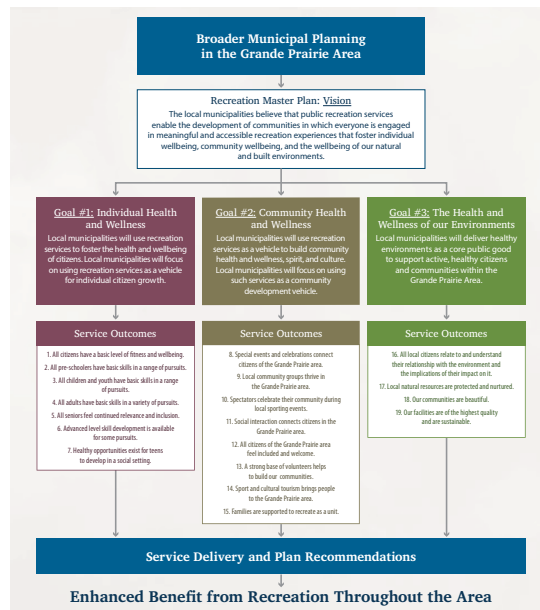 Broader Municipal Planning
in the Grande Prairie Area
Recreation Master Plan: Vision
The local municipalities believe that public recreation services
enable the development of communities in which everyone is engaged
in meaningful and accessible recreation experiences that foster individual
wellbeing, community wellbeing, and the wellbeing of our natural
and built environments.
Goal #1: Individual Health
and Wellness
Local municipalities will use recreation
services to foster the health and wellbeing
of citizens. Local municipalities will focus
on using recreation services as a vehicle
for individual citizen growth.
Goal #2: Community Health
and Wellness
Local municipalities will use recreation
services as a vehicle to build community
health and wellness, spirit, and culture.
Local municipalities will focus on using
such services as a community
development vehicle.
Goal #3: The Health and
Wellness of our Environments
Local municipalities will deliver healthy
environments as a core public good
to support active, healthy citizens
and communities within the
Grande Prairie Area.
Service Outcomes
1. All citizens have a basic level of fitness and wellbeing.
2. All pre-schoolers have basic skills in a range of pursuits.
3. All children and youth have basic skills in a range
of pursuits.
4. All adults have basic skills in a variety of pursuits.
5. All seniors feel continued relevance and inclusion.
6. Advanced level skill development is available
for some pursuits.
7. Healthy opportunities exist for teens
to develop in a social setting.
Service Outcomes
8. Special events and celebrations connect
citizens of the Grande Prairie area.
9. Local community groups thrive in
the Grande Prairie Area.
10. Spectators celebrate their community during
local sporting events.
11. Social interaction connects citizens in the
Grande Prairie area.
12. All citizens of the Grande Prairie area
feel included and welcome.
13. A strong base of volunteers helps
to build our communities.
14. Sport and cultural tourism brings people
to the Grande Prairie Area.
15. Families are supported to recreate as a unit.
Service Outcomes
16. All local citizens relate to and understand
their relationship with the environment and
the implications of their impact on it.
17. Local natural resources are protected and nurtured.
18. Our communities are beautiful.
19. Our facilities are of the highest quality
and are sustainable.
Service Delivery and Plan Recommendations
Enhanced Benefit from Recreation Throughout the Area